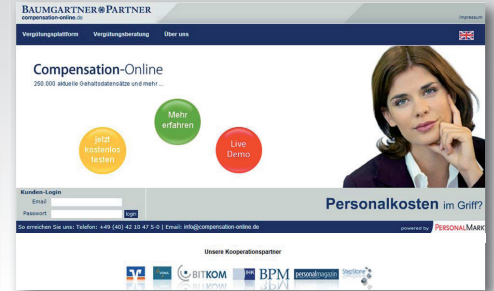 BAUMGARTNER PARTNER
compensation-online.de
Impressum
Vergütungsplattform Vergütungsberatung Über uns
Compensation-Online
250.000 aktuelle Gehaltsdatensätze und mehr ...
Mehr
erfahren
jetzt
kostenlos
testen
Live
Demo
Kunden-Login
Email
Passwort
login
Personalkosten im Griff?
So erreichen Sie uns: Telefon: +49 (40) 42 10 47 5-0 | Email: info@compensation-online.de
powered by PERSONALMARK
Unsere Kooperationspartner
BITKOM IHK BPM personalmagazin StepStone